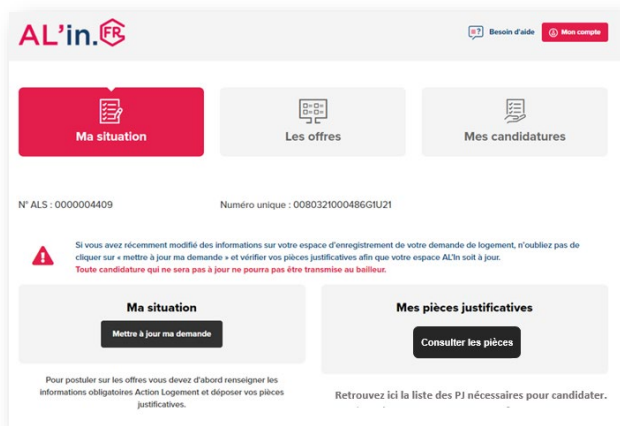 AL'in.FR
Besoin d'aide
Mon compte
Ma situation
Les offres
Mes candidatures
N° ALS : 0000004409
Numéro unique : 0080321000486G1U21
Si vous avez récemment modifié des informations sur votre espace d'enregistrement de votre demande de logement, n'oubliez pas de
cliquer sur « mettre à jour ma demande » et vérifier vos pièces justificatives afin que votre espace AL'in soit à jour.
Toute candidature qui ne sera pas à jour ne pourra pas être transmise au bailleur.
Ma situation
Mettre à jour ma demande
Pour postuler sur les offres vous devez d'abord renseigner les
informations obligatoires Action Logement et déposer vos pièces
justificatives.
Mes pièces justificatives
Consulter les pièces
Retrouvez ici la liste des PJ nécessaires pour candidater.